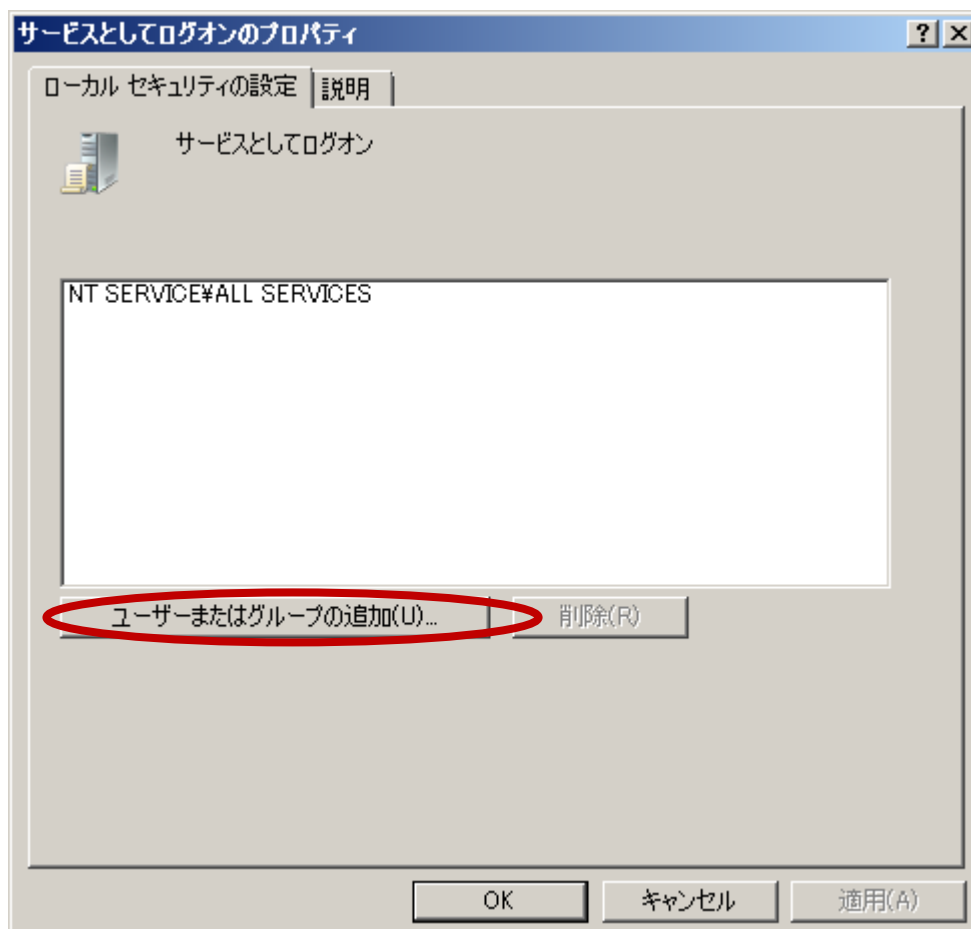 サービスとしてログオンのプロパティ
ローカル セキュリティの設定 説明
サービスとしてログオン
NT SERVICE¥ALL SERVICES
ユーザーまたはグループの追加(U)... 削除(R)
OK キャンセル 適用(A)